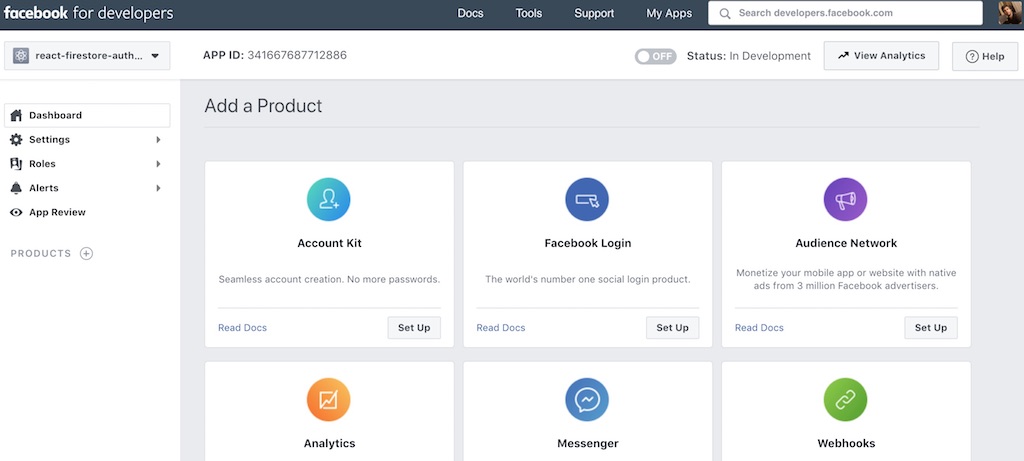 facebook for developers
Docs
Tools
Support
My Apps
Search developers.facebook.com
react-firestore-auth...
APP ID: 341667687712886
OFF
Status: In Development
View Analytics
Help
Dashboard
Settings
Roles
Alerts
App Review
PRODUCTS
Add a Product
Account Kit
Seamless account creation. No more passwords.
Read Docs
Set Up
Facebook Login
The world's number one social login product.
Read Docs
Set Up
Audience Network
Monetize your mobile app or website with native
ads from 3 million Facebook advertisers.
Read Docs
Set Up
Analytics
Messenger
Webhooks